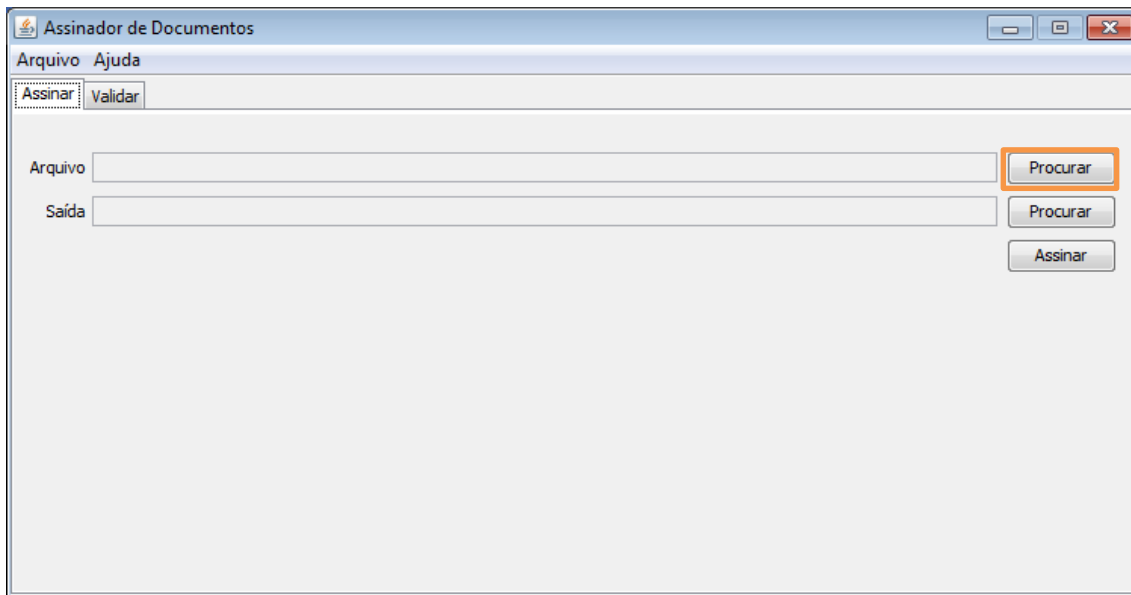 Assinador de Documentos
Arquivo Ajuda
Assinar Validar
Arquivo Procurar
Saída Procurar
Assinar